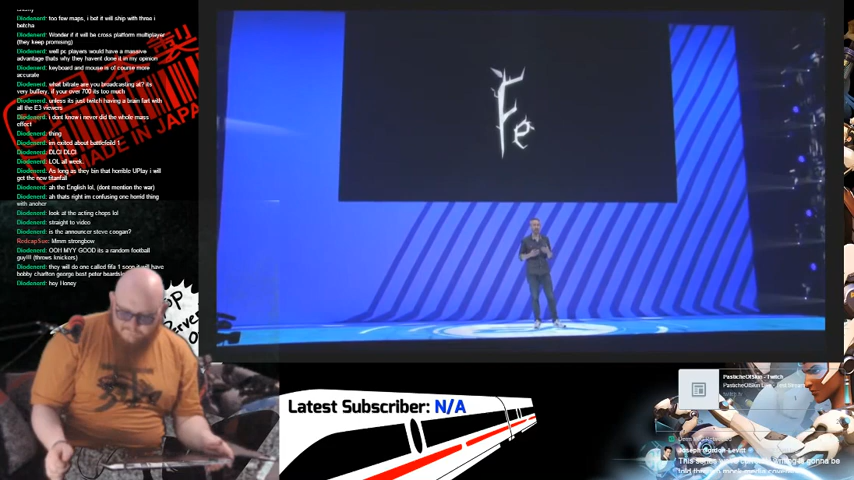 Diodenerd: too few maps, i bet it will ship with three i
betcha
Diodenerd: Wonder if it will be cross platform multiplayer
(they keep promising)
Diodenerd: well pc players would have a massive
advantage thats why they havent done it in my opinion
Diodenerd: keyboard and mouse is of course more
accurate
Diodenerd: what bitrate are you broadcasting at? its
very buffery. if your over 700 its too much
Diodenerd: unless its just twitch having a brain fart with
all the E3 viewers
Diodenerd: i dont know i never did the whole mass
effect
Diodenerd: thing
Diodenerd: im exited about battlefield 1
Diodenerd: DLC! DLC!
Diodenerd: LOL all week.
Diodenerd: As long as they bin that horrible UPlay i will
get the new titanfall
Diodenerd: ah the English lol, (dont mention the war)
Diodenerd: ah thats right im confusing one horrid thing
with anoher
Diodenerd: look at the acting chops lol
Diodenerd: straight to video
Diodenerd: is the announcer steve coogan?
RedcapSue: Mmm strongbow
Diodenerd: OOH MYY GOOD its a random football
guy!!! (throws knickers)
Diodenerd: they will do one called fifa 1 soon it will have
bobby charlton george best peter beardsley
Diodenerd: hey Honey
製
MADE IN JAPAN
Fe
Latest Subscriber: N/A
PasticheOfSkin - Twitch
twitch.tv
Joseph Gordon-Levitt